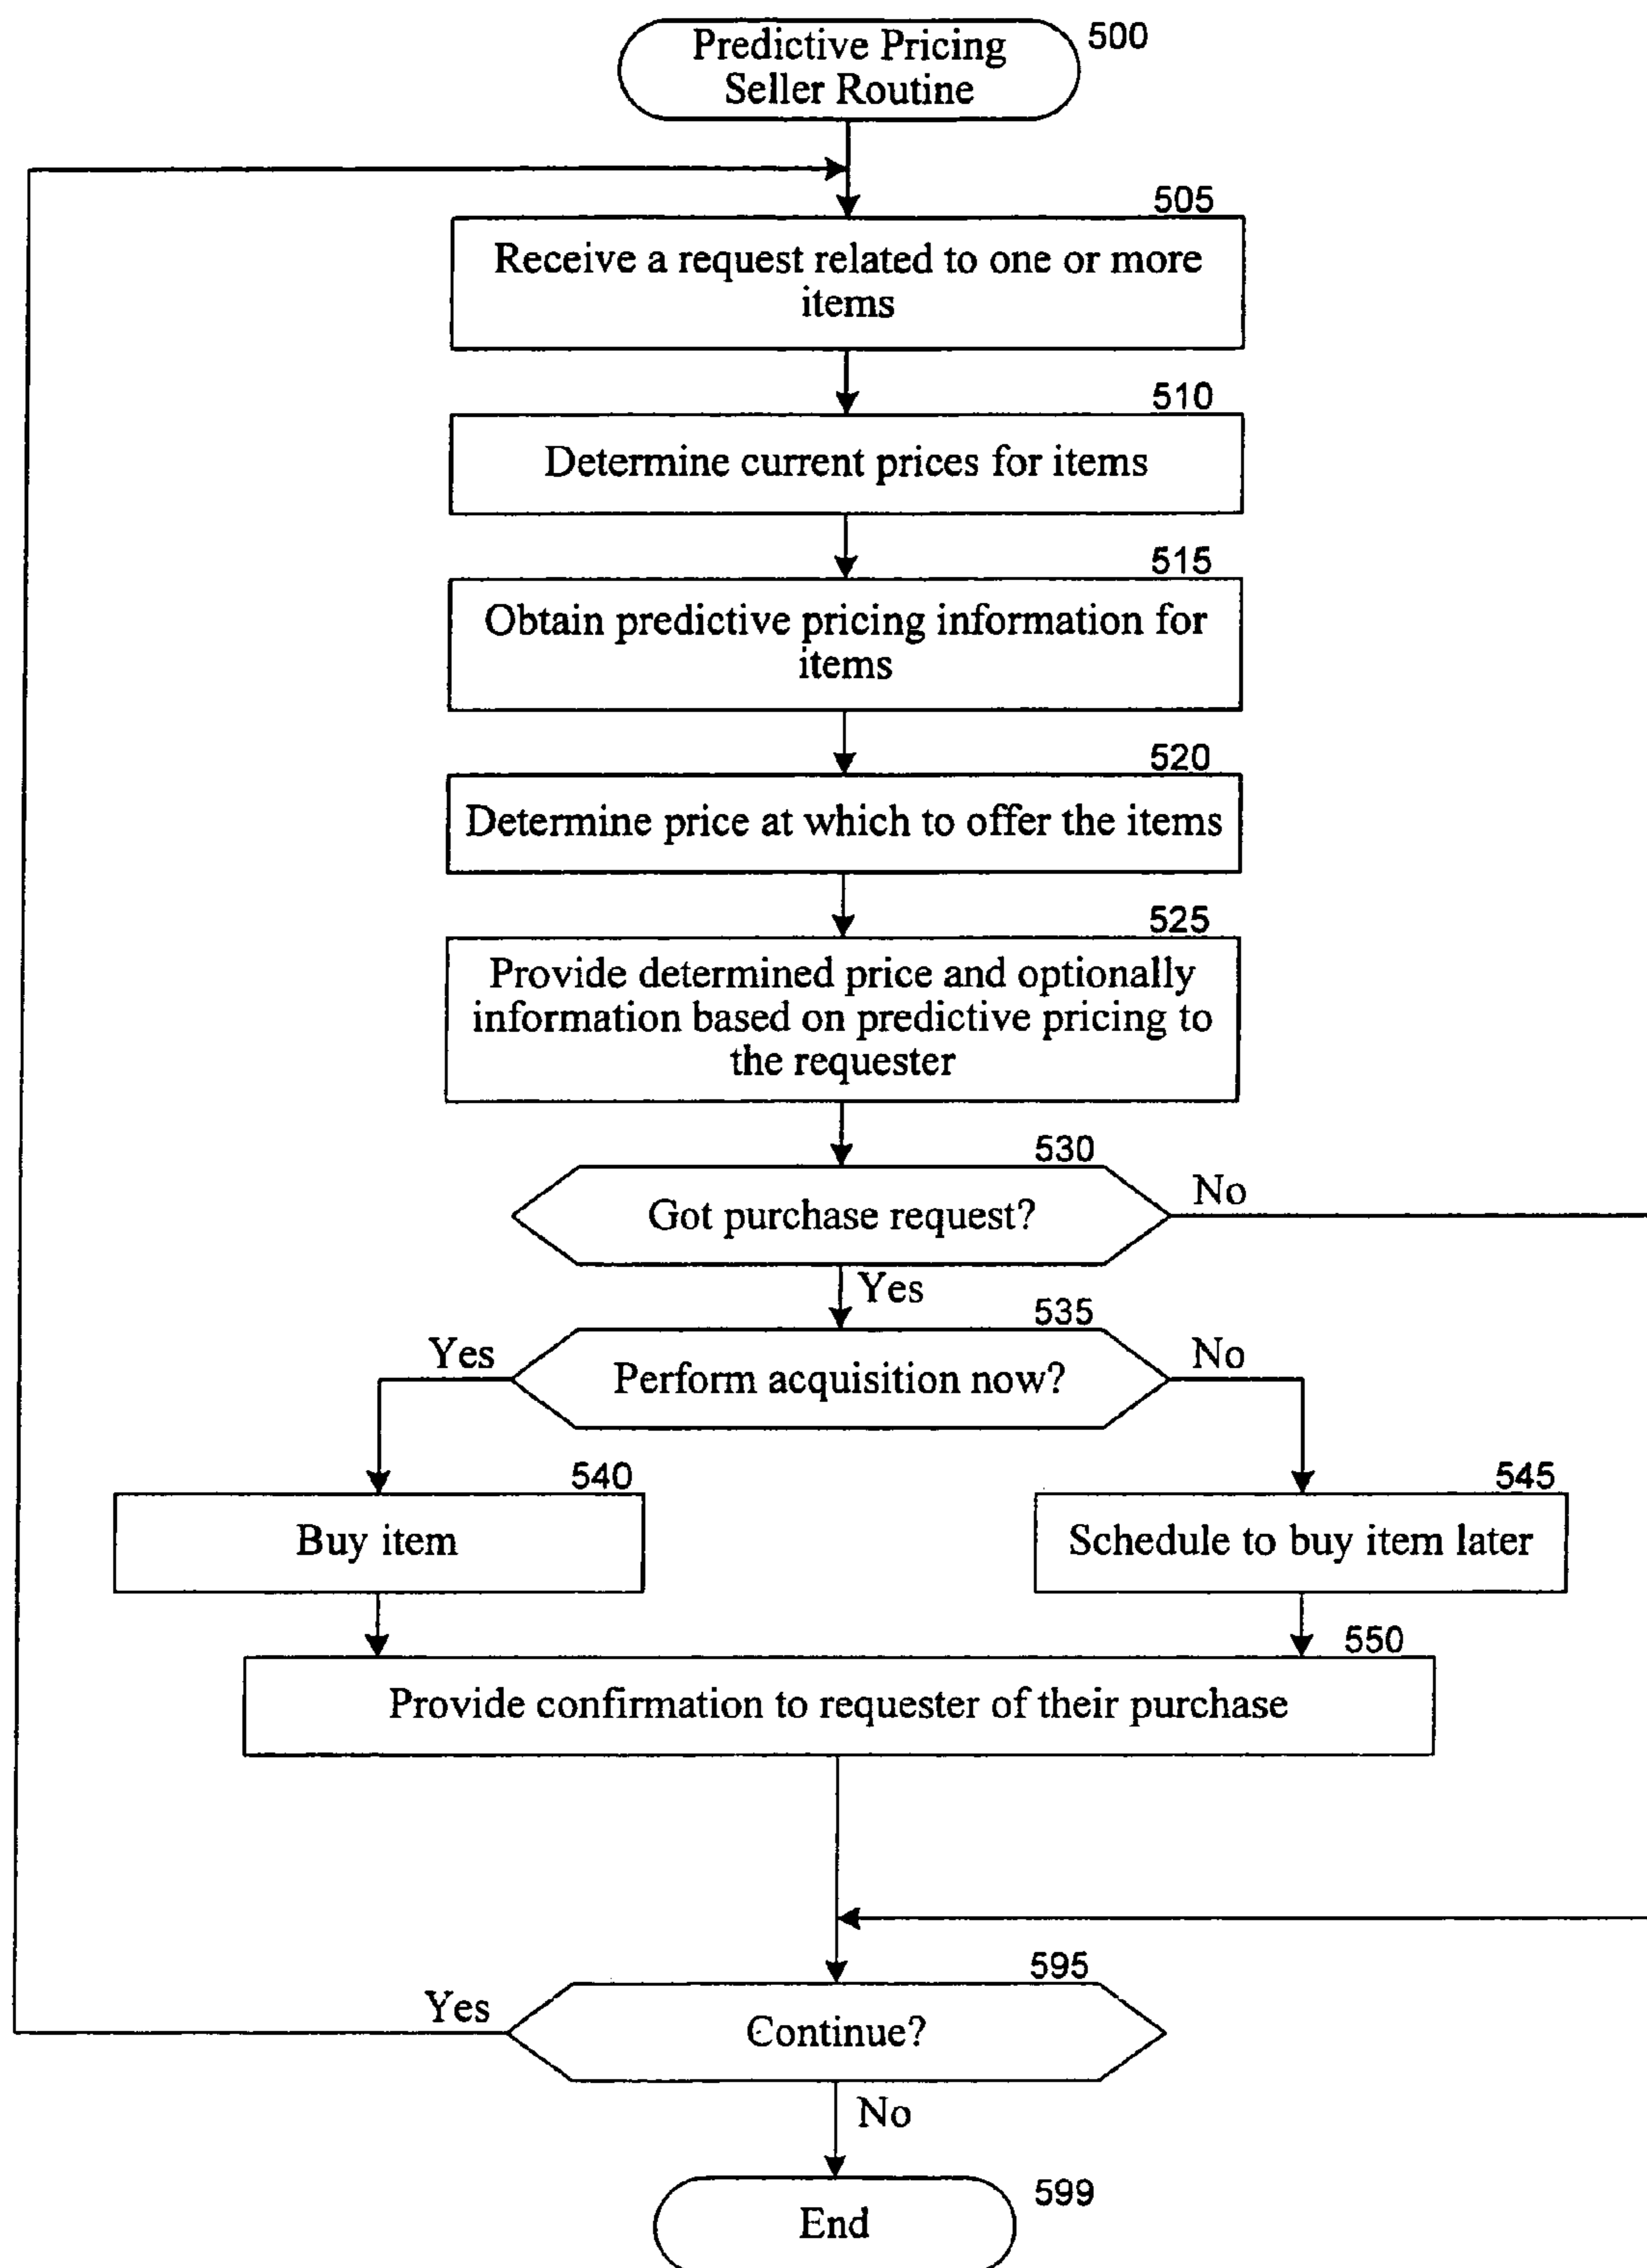 Predictive Pricing
Seller Routine
500
505
Receive a request related to one or more
items
510
Determine current prices for items
515
Obtain predictive pricing information for
items
520
Determine price at which to offer the items
525
Provide determined price and optionally
information based on predictive pricing to
the requester
530
Got purchase request?
No
Yes
535
Yes
Perform acquisition now?
No
540
Buy item
545
Schedule to buy item later
550
Provide confirmation to requester of their purchase
595
Yes
Continue?
No
599
End